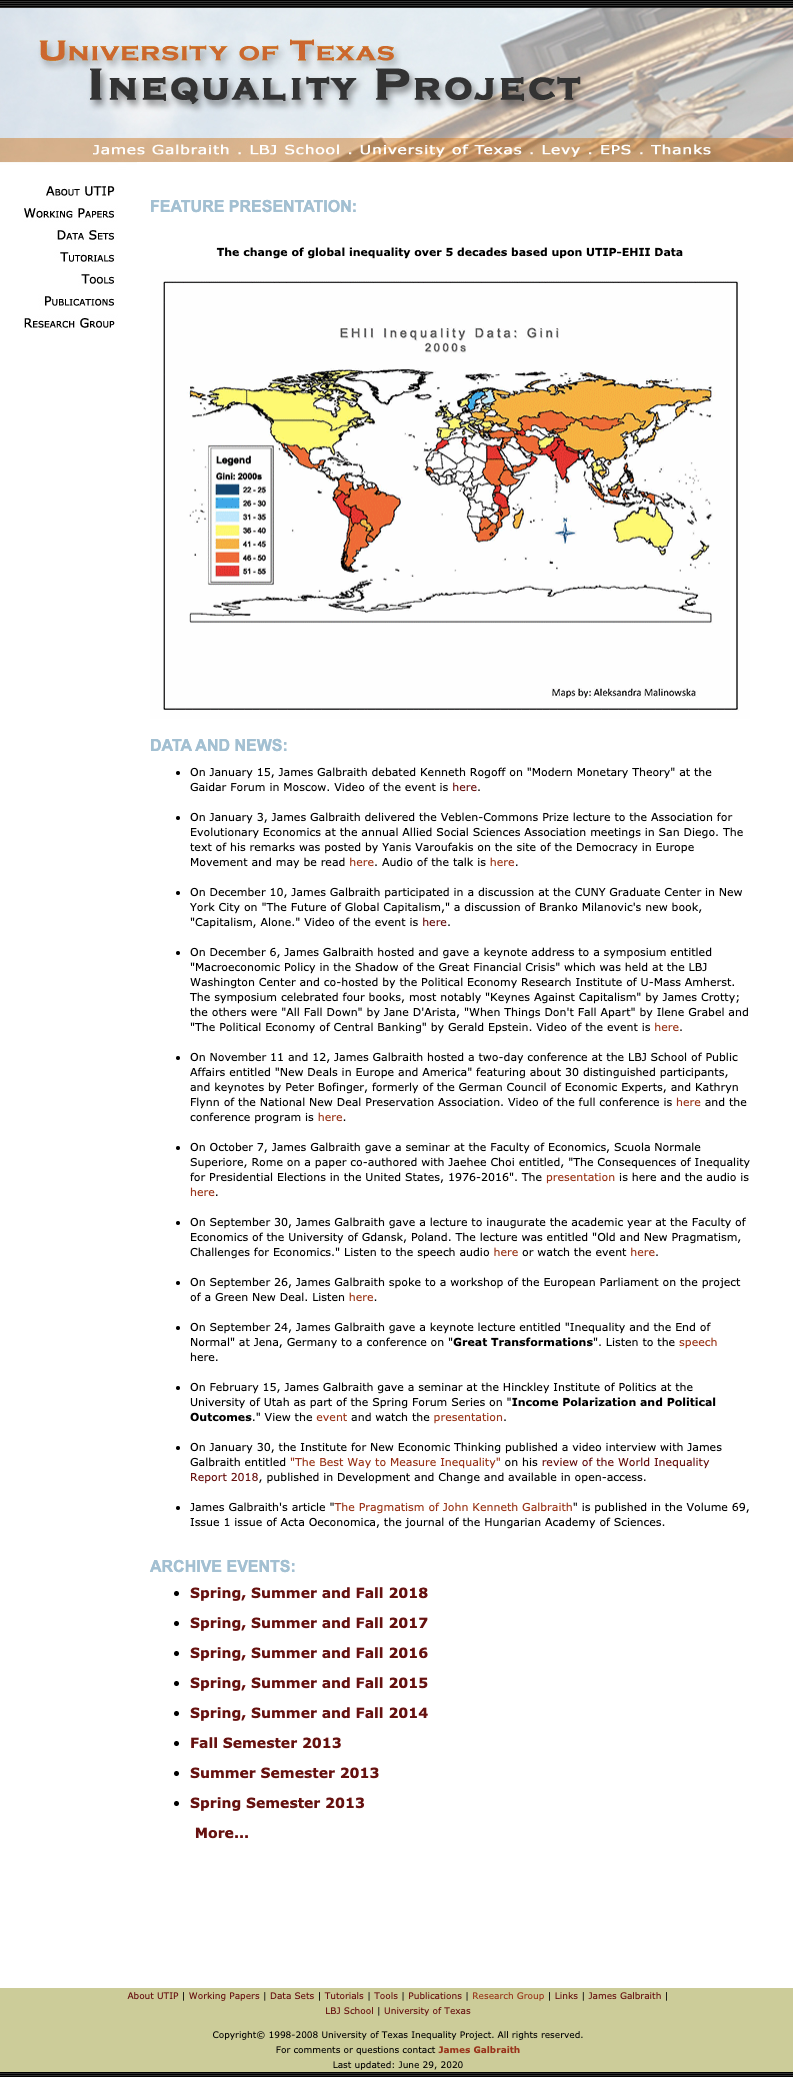 University of Texas
Inequality Project
James Galbraith . LBJ School . University of Texas . Levy . EPS . Thanks
About UTIP
Working Papers
Data Sets
Tutorials
Tools
Publications
Research Group
FEATURE PRESENTATION:
The change of global inequality over 5 decades based upon UTIP-EHII Data
EHII Inequality Data: Gini
2000s
Legend
Gini: 2000s
22 - 25
26 - 30
31 - 35
36 - 40
41 - 45
46 - 50
51 - 55
N
Maps by: Aleksandra Malinowska
DATA AND NEWS:
• On January 15, James Galbraith debated Kenneth Rogoff on "Modern Monetary Theory" at the
Gaidar Forum in Moscow. Video of the event is here.
• On January 3, James Galbraith delivered the Veblen-Commons Prize lecture to the Association for
Evolutionary Economics at the annual Allied Social Sciences Association meetings in San Diego. The
text of his remarks was posted by Yanis Varoufakis on the site of the Democracy in Europe
Movement and may be read here. Audio of the talk is here.
• On December 10, James Galbraith participated in a discussion at the CUNY Graduate Center in New
York City on "The Future of Global Capitalism," a discussion of Branko Milanovic's new book,
"Capitalism, Alone." Video of the event is here.
• On December 6, James Galbraith hosted and gave a keynote address to a symposium entitled
"Macroeconomic Policy in the Shadow of the Great Financial Crisis" which was held at the LBJ
Washington Center and co-hosted by the Political Economy Research Institute of U-Mass Amherst.
The symposium celebrated four books, most notably "Keynes Against Capitalism" by James Crotty;
the others were "All Fall Down" by Jane D'Arista, "When Things Don't Fall Apart" by Ilene Grabel and
"The Political Economy of Central Banking" by Gerald Epstein. Video of the event is here.
• On November 11 and 12, James Galbraith hosted a two-day conference at the LBJ School of Public
Affairs entitled "New Deals in Europe and America" featuring about 30 distinguished participants,
and keynotes by Peter Bofinger, formerly of the German Council of Economic Experts, and Kathryn
Flynn of the National New Deal Preservation Association. Video of the full conference is here and the
conference program is here.
• On October 7, James Galbraith gave a seminar at the Faculty of Economics, Scuola Normale
Superiore, Rome on a paper co-authored with Jaehee Choi entitled, "The Consequences of Inequality
for Presidential Elections in the United States, 1976-2016". The presentation is here and the audio is
here.
• On September 30, James Galbraith gave a lecture to inaugurate the academic year at the Faculty of
Economics of the University of Gdansk, Poland. The lecture was entitled "Old and New Pragmatism,
Challenges for Economics." Listen to the speech audio here or watch the event here.
• On September 26, James Galbraith spoke to a workshop of the European Parliament on the project
of a Green New Deal. Listen here.
• On September 24, James Galbraith gave a keynote lecture entitled "Inequality and the End of
Normal" at Jena, Germany to a conference on "Great Transformations". Listen to the speech
here.
• On February 15, James Galbraith gave a seminar at the Hinckley Institute of Politics at the
University of Utah as part of the Spring Forum Series on "Income Polarization and Political
Outcomes." View the event and watch the presentation.
• On January 30, the Institute for New Economic Thinking published a video interview with James
Galbraith entitled "The Best Way to Measure Inequality" on his review of the World Inequality
Report 2018, published in Development and Change and available in open-access.
• James Galbraith's article "The Pragmatism of John Kenneth Galbraith" is published in the Volume 69,
Issue 1 issue of Acta Oeconomica, the journal of the Hungarian Academy of Sciences.
ARCHIVE EVENTS:
• Spring, Summer and Fall 2018
• Spring, Summer and Fall 2017
• Spring, Summer and Fall 2016
• Spring, Summer and Fall 2015
• Spring, Summer and Fall 2014
• Fall Semester 2013
• Summer Semester 2013
• Spring Semester 2013
More...
About UTIP | Working Papers | Data Sets | Tutorials | Tools | Publications | Research Group | Links | James Galbraith |
LBJ School | University of Texas
Copyright© 1998-2008 University of Texas Inequality Project. All rights reserved.
For comments or questions contact James Galbraith
Last updated: June 29, 2020